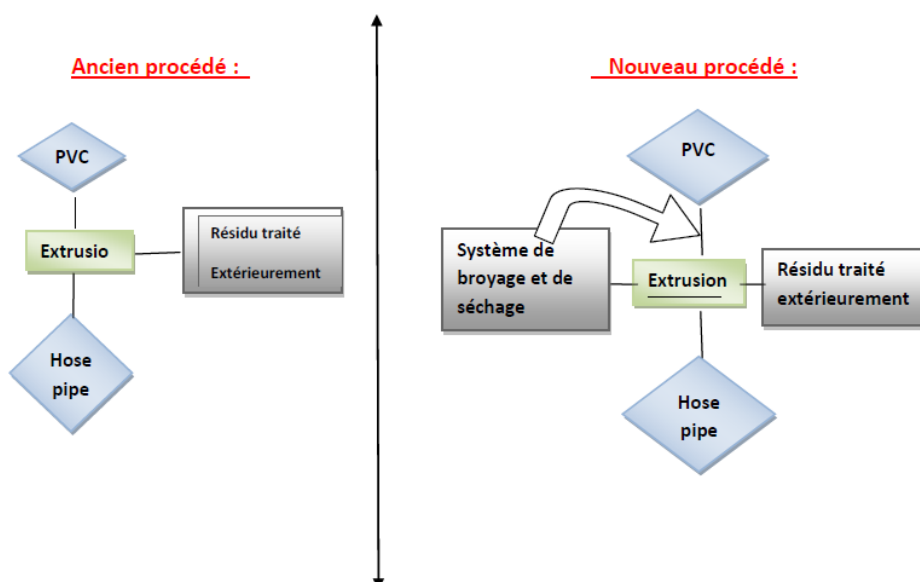 Ancien procédé :
PVC
Extrusio
Résidu traité
Extérieurement
Hose
pipe
Nouveau procédé :
PVC
Système de
broyage et de
séchage
Extrusion
Résidu traité
extérieurement
Hose
pipe